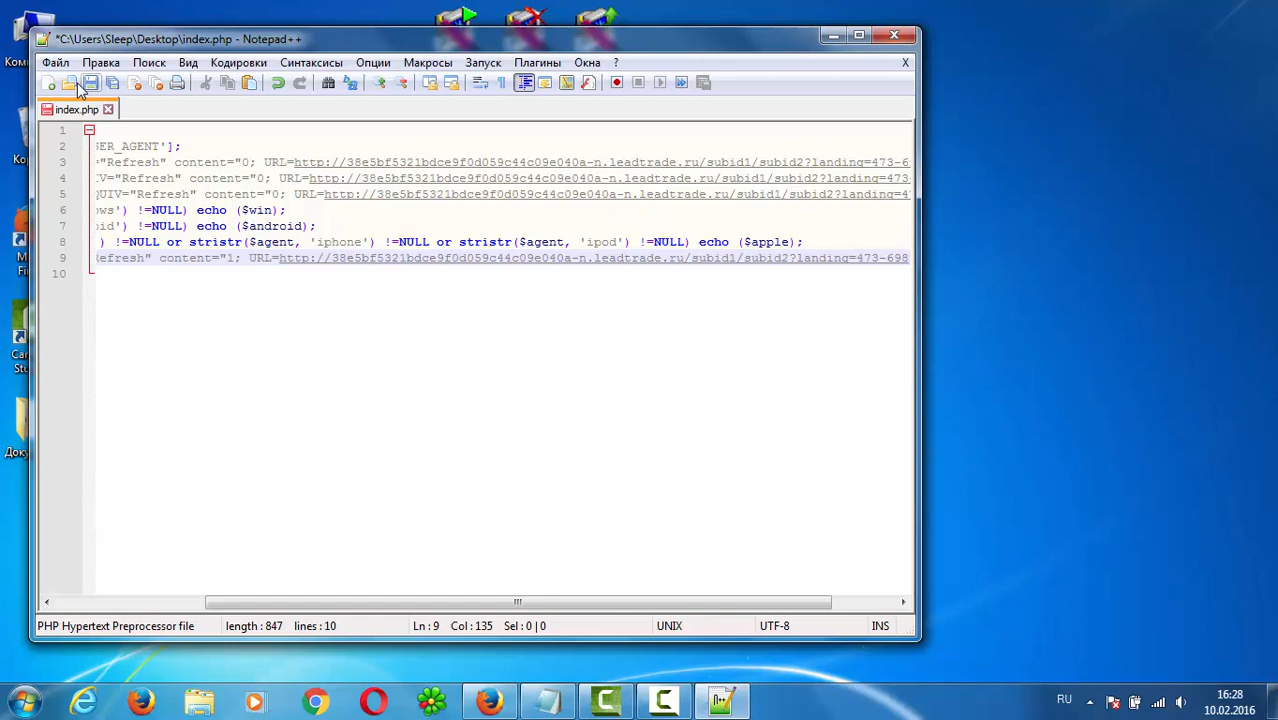 *C:\Users\Sleep\Desktop\index.php - Notepad++
Файл Правка Поиск Вид Кодировки Синтаксисы Опции Макросы Запуск Плагины Окна ? X
index.php
1
2 ER_AGENT'];
3 ="Refresh" content="0; URL=http://38e5bf5321bdce9f0d059c44c09e040a-n.leadtrade.ru/subid1/subid2?landing=473-6
4 V="Refresh" content="0; URL=http://38e5bf5321bdce9f0d059c44c09e040a-n.leadtrade.ru/subid1/subid2?landing=473
5 QUIV="Refresh" content="0; URL=http://38e5bf5321bdce9f0d059c44c09e040a-n.leadtrade.ru/subid1/subid2?landing=4
6 ows') !=NULL) echo ($win);
7 id') !=NULL) echo ($android);
8 ) !=NULL or stristr($agent, 'iphone') !=NULL or stristr($agent, 'ipod') !=NULL) echo ($apple);
9 Refresh" content="1; URL=http://38e5bf5321bdce9f0d059c44c09e040a-n.leadtrade.ru/subid1/subid2?landing=473-698
10
PHP Hypertext Preprocessor file length : 847 lines : 10 Ln : 9 Col : 135 Sel : 0 | 0 UNIX UTF-8 INS
RU 16:28
10.02.2016